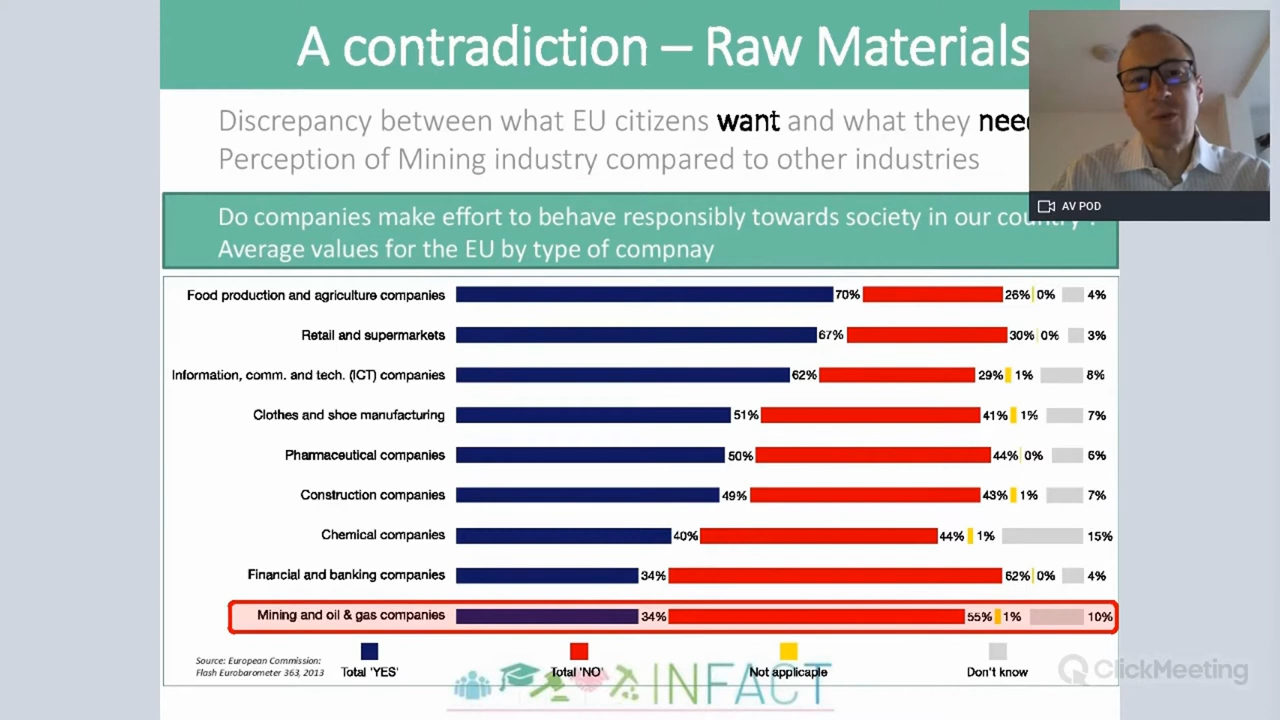 A contradiction – Raw Materials
Discrepancy between what EU citizens want and what they
Perception of Mining industry compared to other industries
AV POD
Do companies make effort to behave responsibly towards society in our country
Average values for the EU by type of compnay
Food production and agriculture companies 70% 26% 0% 4%
Retail and supermarkets 67% 30% 0% 3%
Information, comm. and tech. (ICT) companies 62% 29% 1% 8%
Clothes and shoe manufacturing 51% 41% 1% 7%
Pharmaceutical companies 50% 44% 0% 6%
Construction companies 49% 43% 1% 7%
Chemical companies 40% 44% 1% 15%
Financial and banking companies 34% 62% 0% 4%
Mining and oil & gas companies 34% 55% 1% 10%
Total 'YES' Total 'NO' Not applicaple Don't know
Source: European Commission:
Flash Eurobarometer 363, 2013
INFACT
ClickMeeting